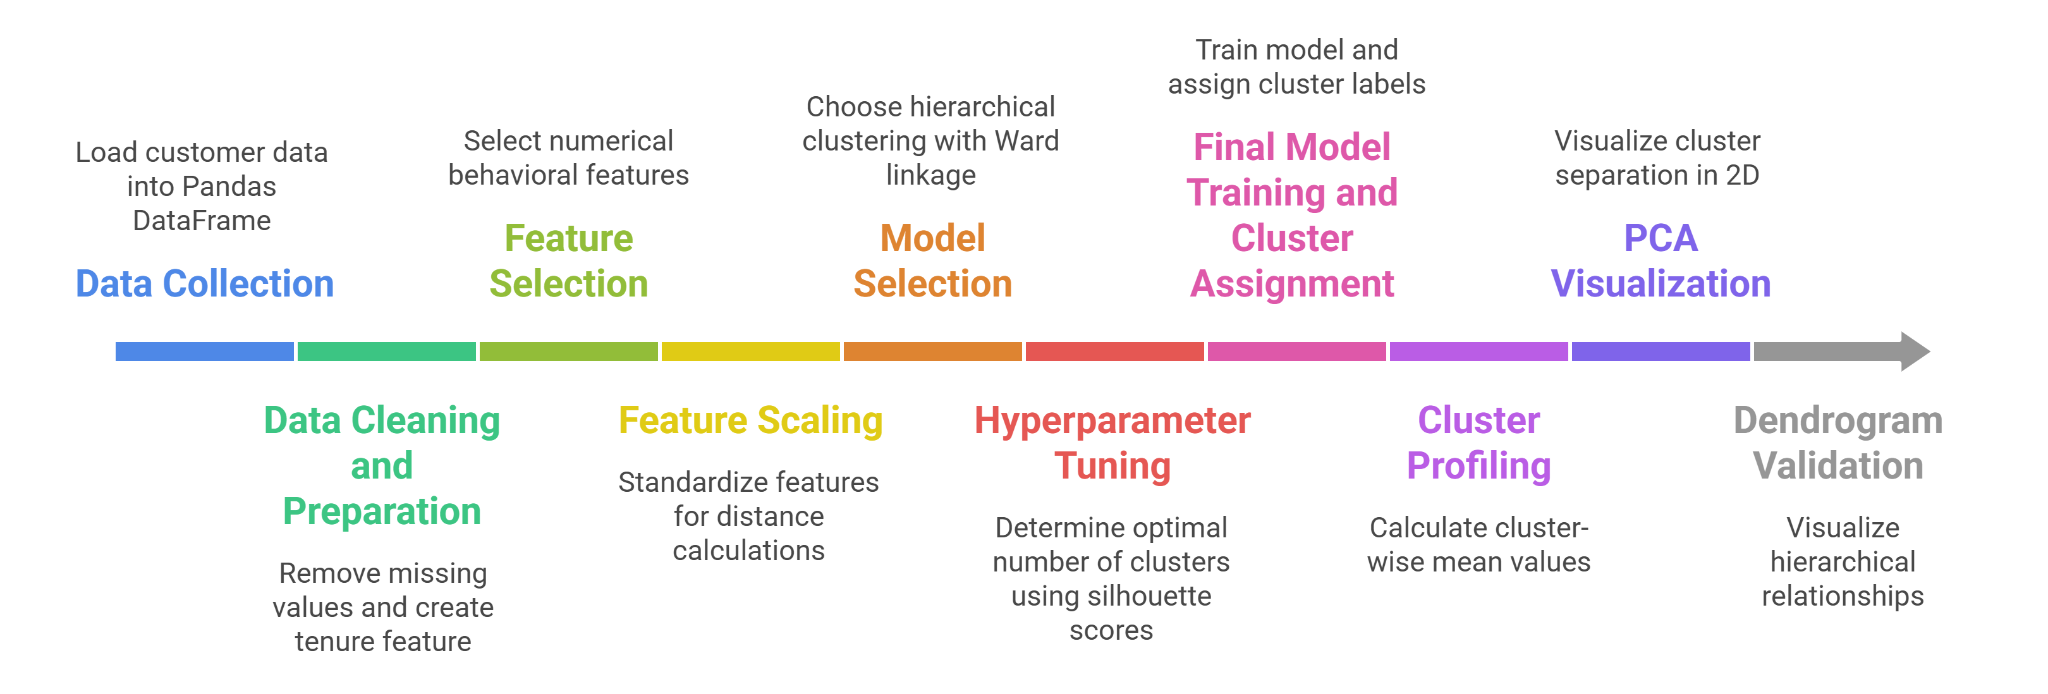 Load customer data
into Pandas
DataFrame
Data Collection
Remove missing
values and create
tenure feature
Data Cleaning
and
Preparation
Select numerical
behavioral features
Feature
Selection
Feature Scaling
Standardize features
for distance
calculations
Choose hierarchical
clustering with Ward
linkage
Model
Selection
Hyperparameter
Tuning
Determine optimal
number of clusters
using silhouette
scores
Train model and
assign cluster labels
Final Model
Training and
Cluster
Assignment
Cluster
Profiling
Calculate cluster-
wise mean values
Visualize cluster
separation in 2D
PCA
Visualization
Dendrogram
Validation
Visualize
hierarchical
relationships